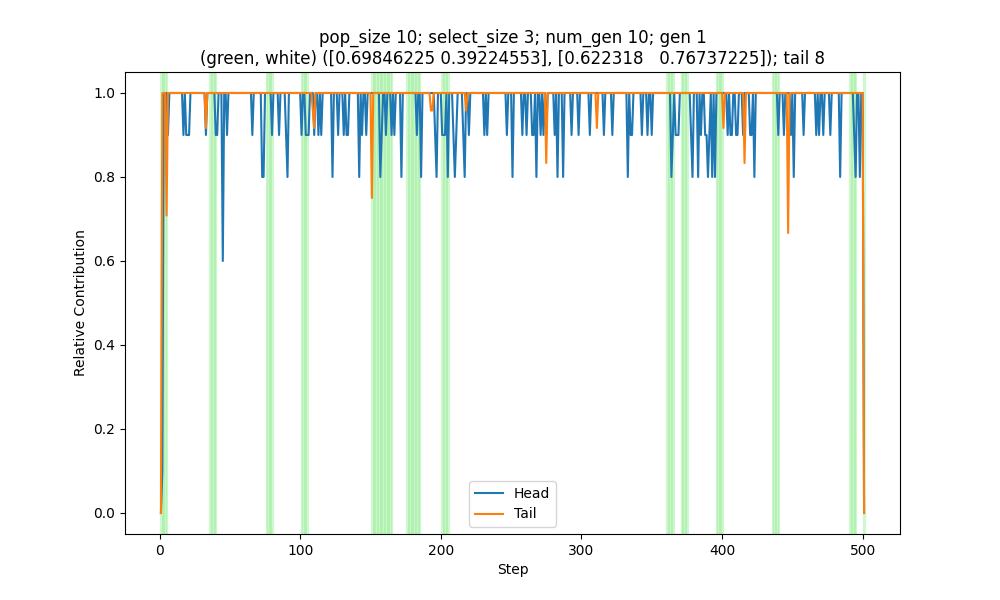 pop_size 10; select_size 3; num_gen 10; gen 1
(green, white) ([0.69846225 0.39224553], [0.622318   0.76737225]); tail 8
1.0
0.8
0.6
0.4
0.2
0.0
Relative Contribution
Head
Tail
0 100 200 300 400 500
Step